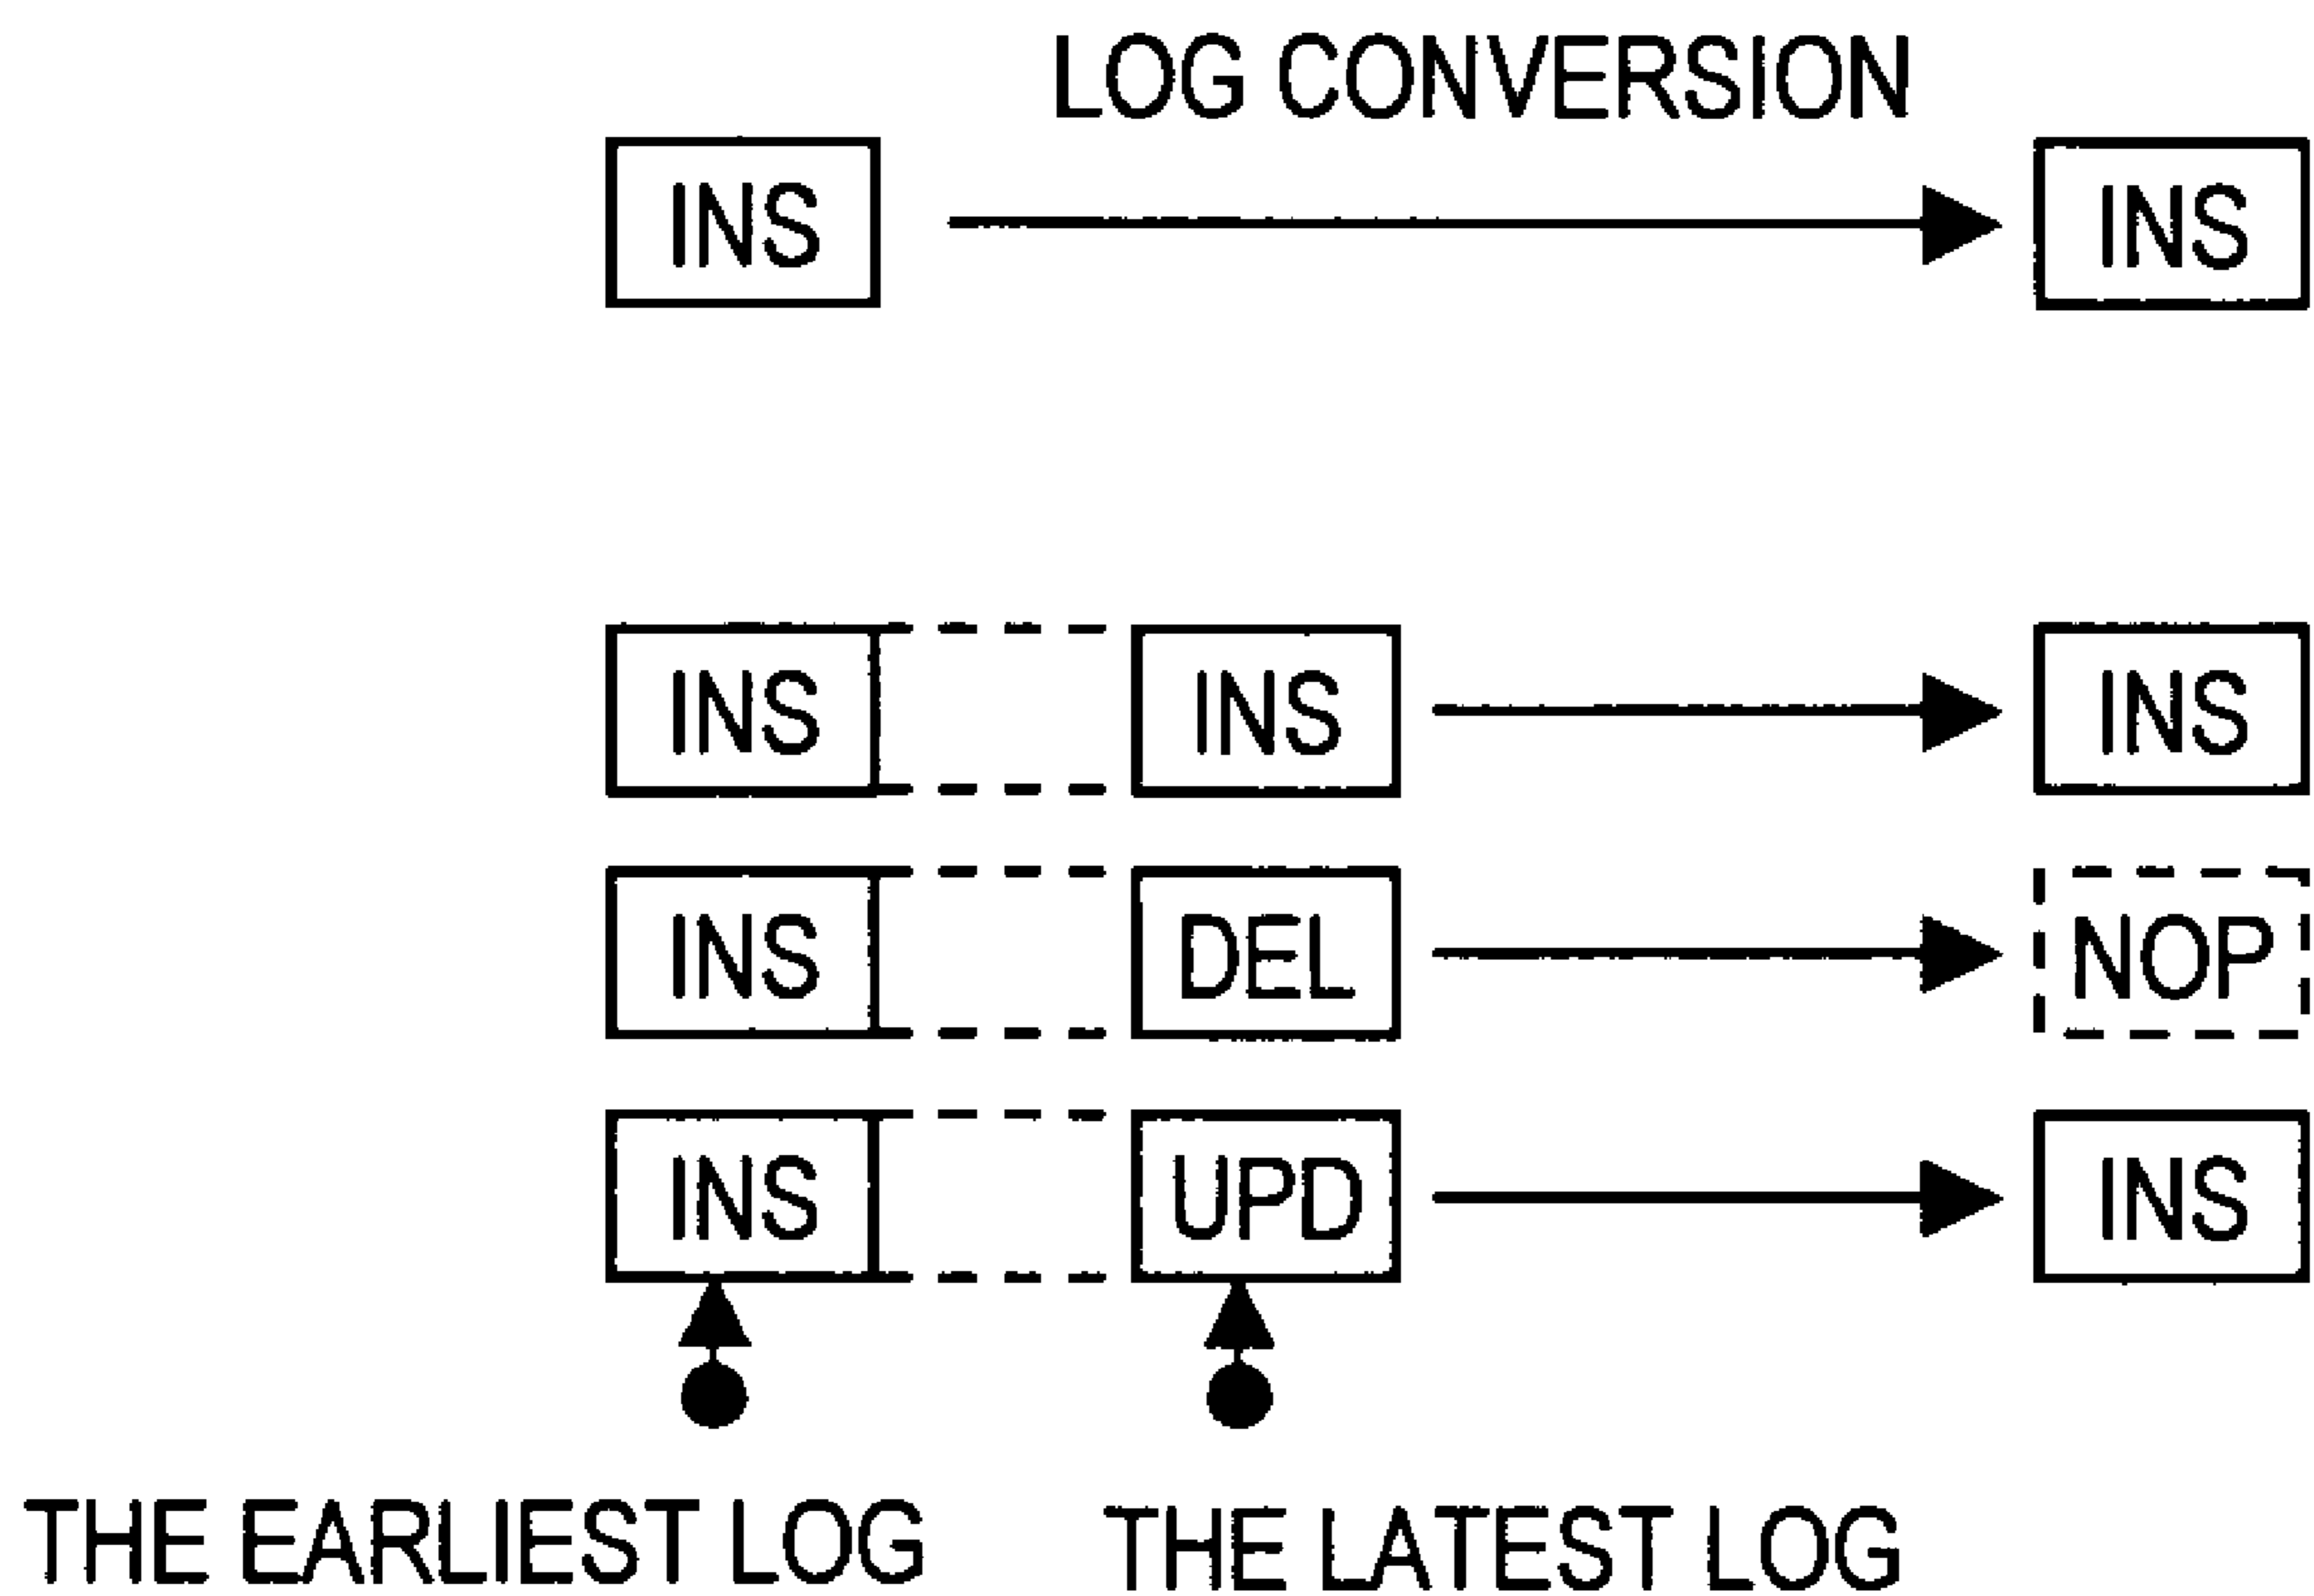 LOG CONVERSION
INS INS
INS INS INS
INS DEL NOP
INS UPD INS
THE EARLIEST LOG THE LATEST LOG